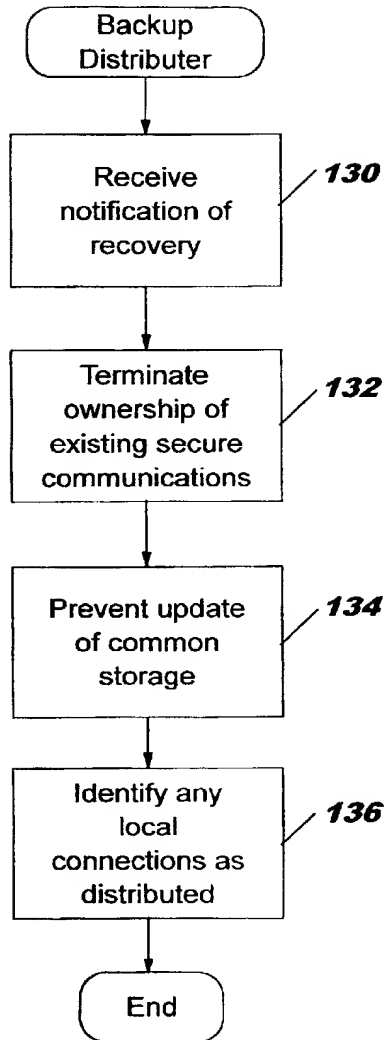 Backup
Distributer
Receive
notification of
recovery
130
Terminate
ownership of
existing secure
communications
132
Prevent update
of common
storage
134
Identify any
local
connections as
distributed
136
End